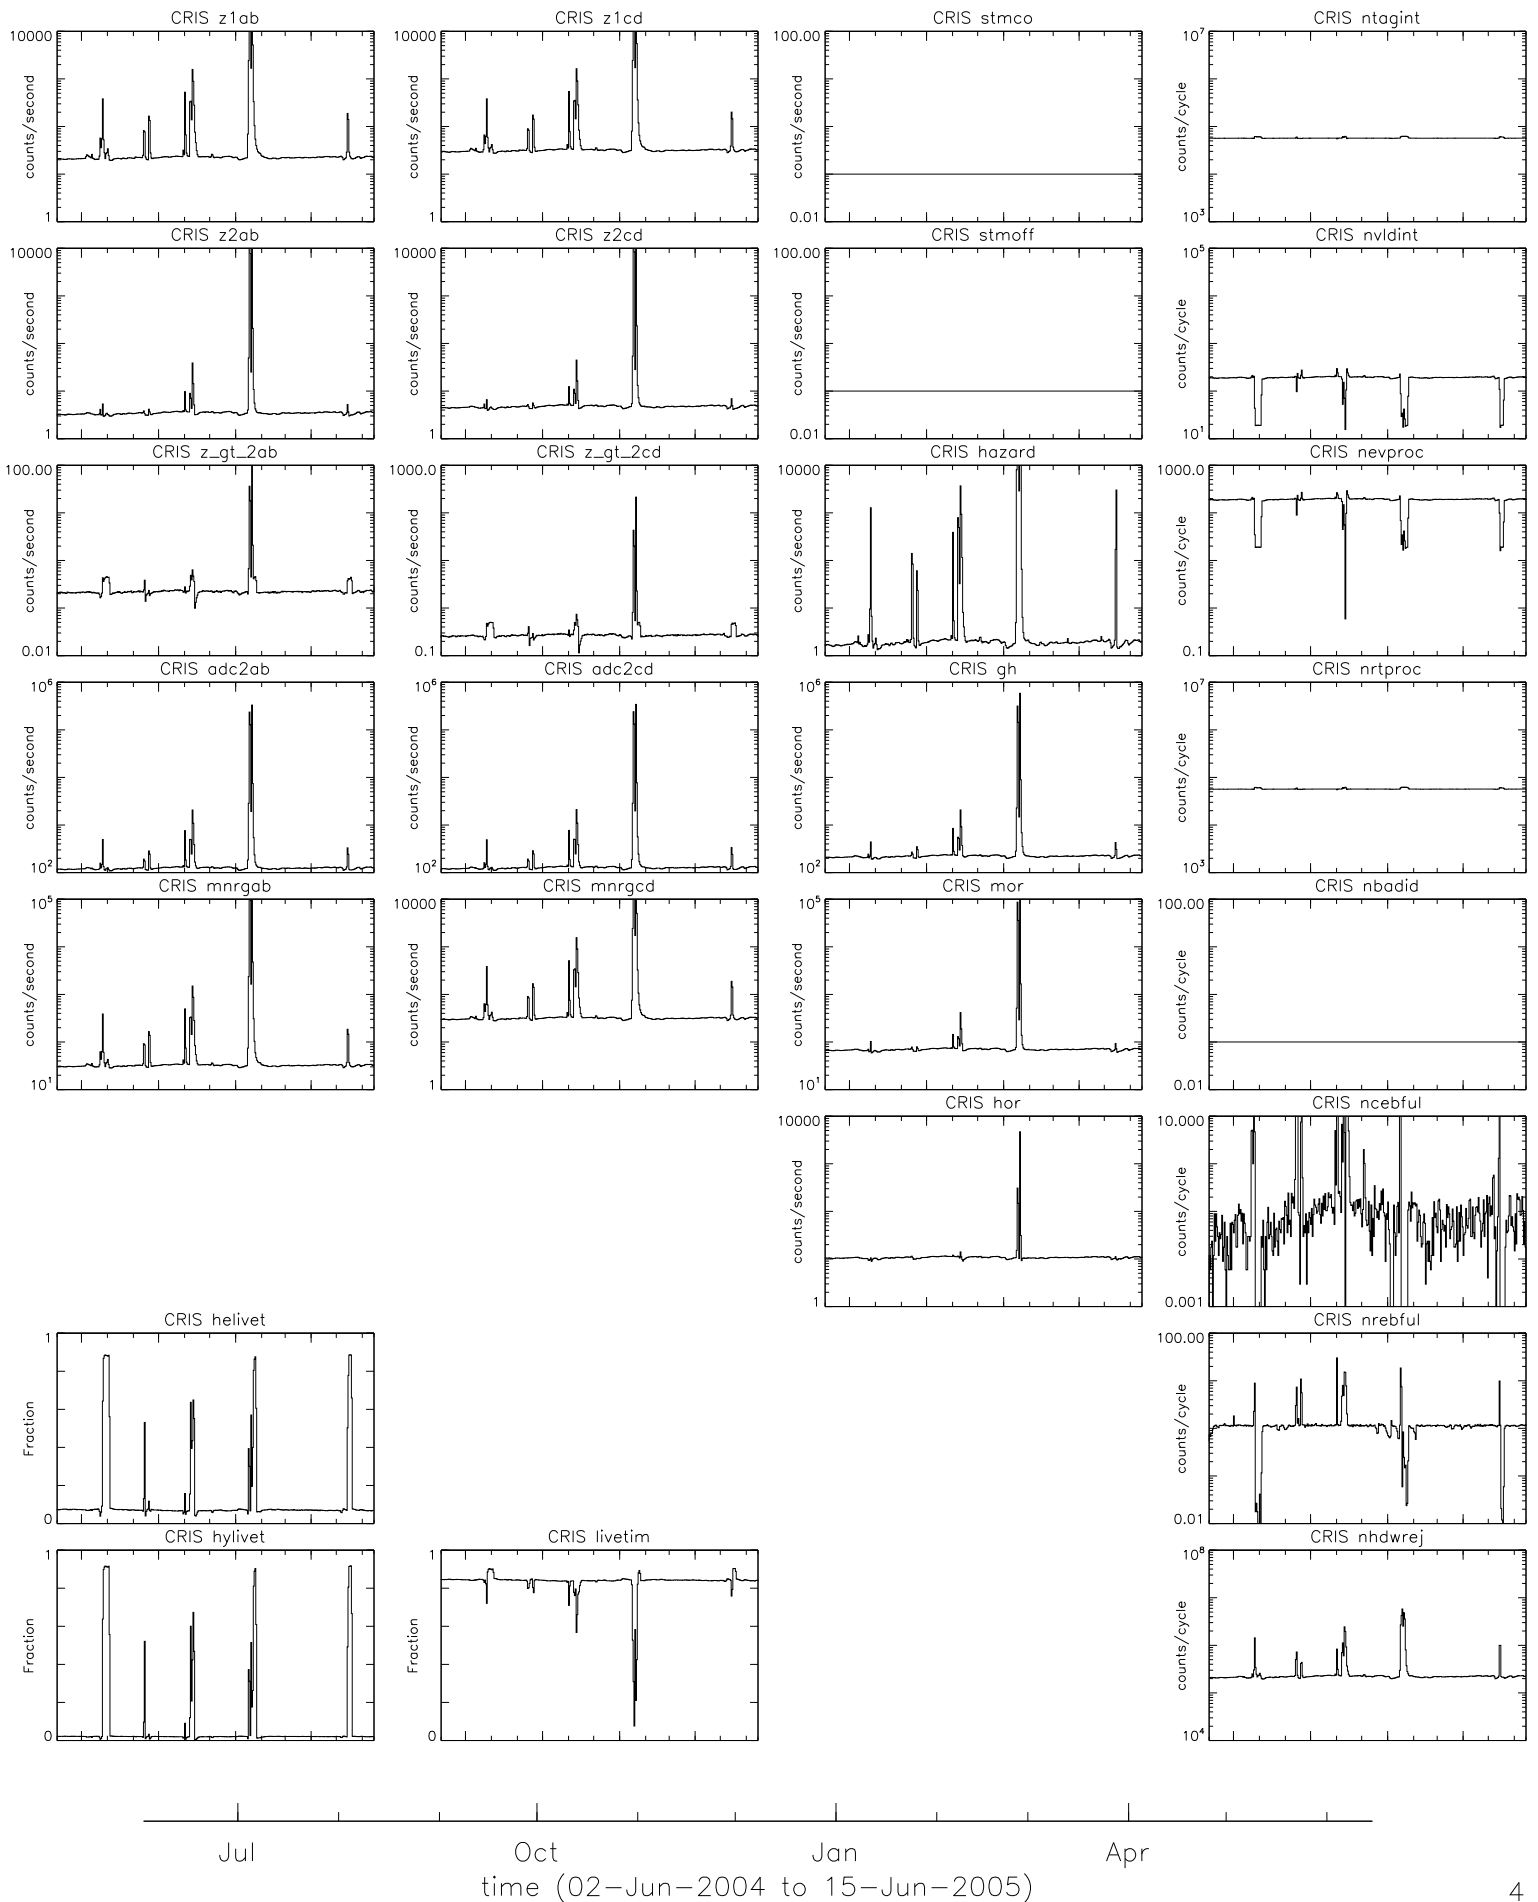 CRIS z1ab
10000
counts/second
1
CRIS z1cd
10000
counts/second
1
CRIS stmco
100.00
counts/second
0.01
CRIS ntagint
10^7
counts/cycle
10^3
CRIS z2ab
10000
counts/second
1
CRIS z2cd
10000
counts/second
1
CRIS stmoff
100.00
counts/second
0.01
CRIS nvldint
10^5
counts/cycle
10^1
CRIS z_gt_2ab
100.00
counts/second
0.01
CRIS z_gt_2cd
1000.0
counts/second
0.1
CRIS hazard
10000
counts/second
1
CRIS nevproc
1000.0
counts/cycle
0.1
CRIS adc2ab
10^6
counts/second
10^2
CRIS adc2cd
10^6
counts/second
10^2
CRIS gh
10^6
counts/second
10^2
CRIS nrtproc
10^7
counts/cycle
10^3
CRIS mnrgab
10^5
counts/second
10^1
CRIS mnrgcd
10000
counts/second
1
CRIS mor
10^5
counts/second
10^1
CRIS nbadid
100.00
counts/cycle
0.01
CRIS hor
10000
counts/second
1
CRIS ncebful
10.000
counts/cycle
0.001
CRIS helivet
1
Fraction
0
CRIS nrebful
100.00
counts/cycle
0.01
CRIS hylivet
1
Fraction
0
CRIS livetim
1
Fraction
0
CRIS nhdwrej
10^8
counts/cycle
10^4
Jul
Oct
Jan
Apr
time (02-Jun-2004 to 15-Jun-2005)
4